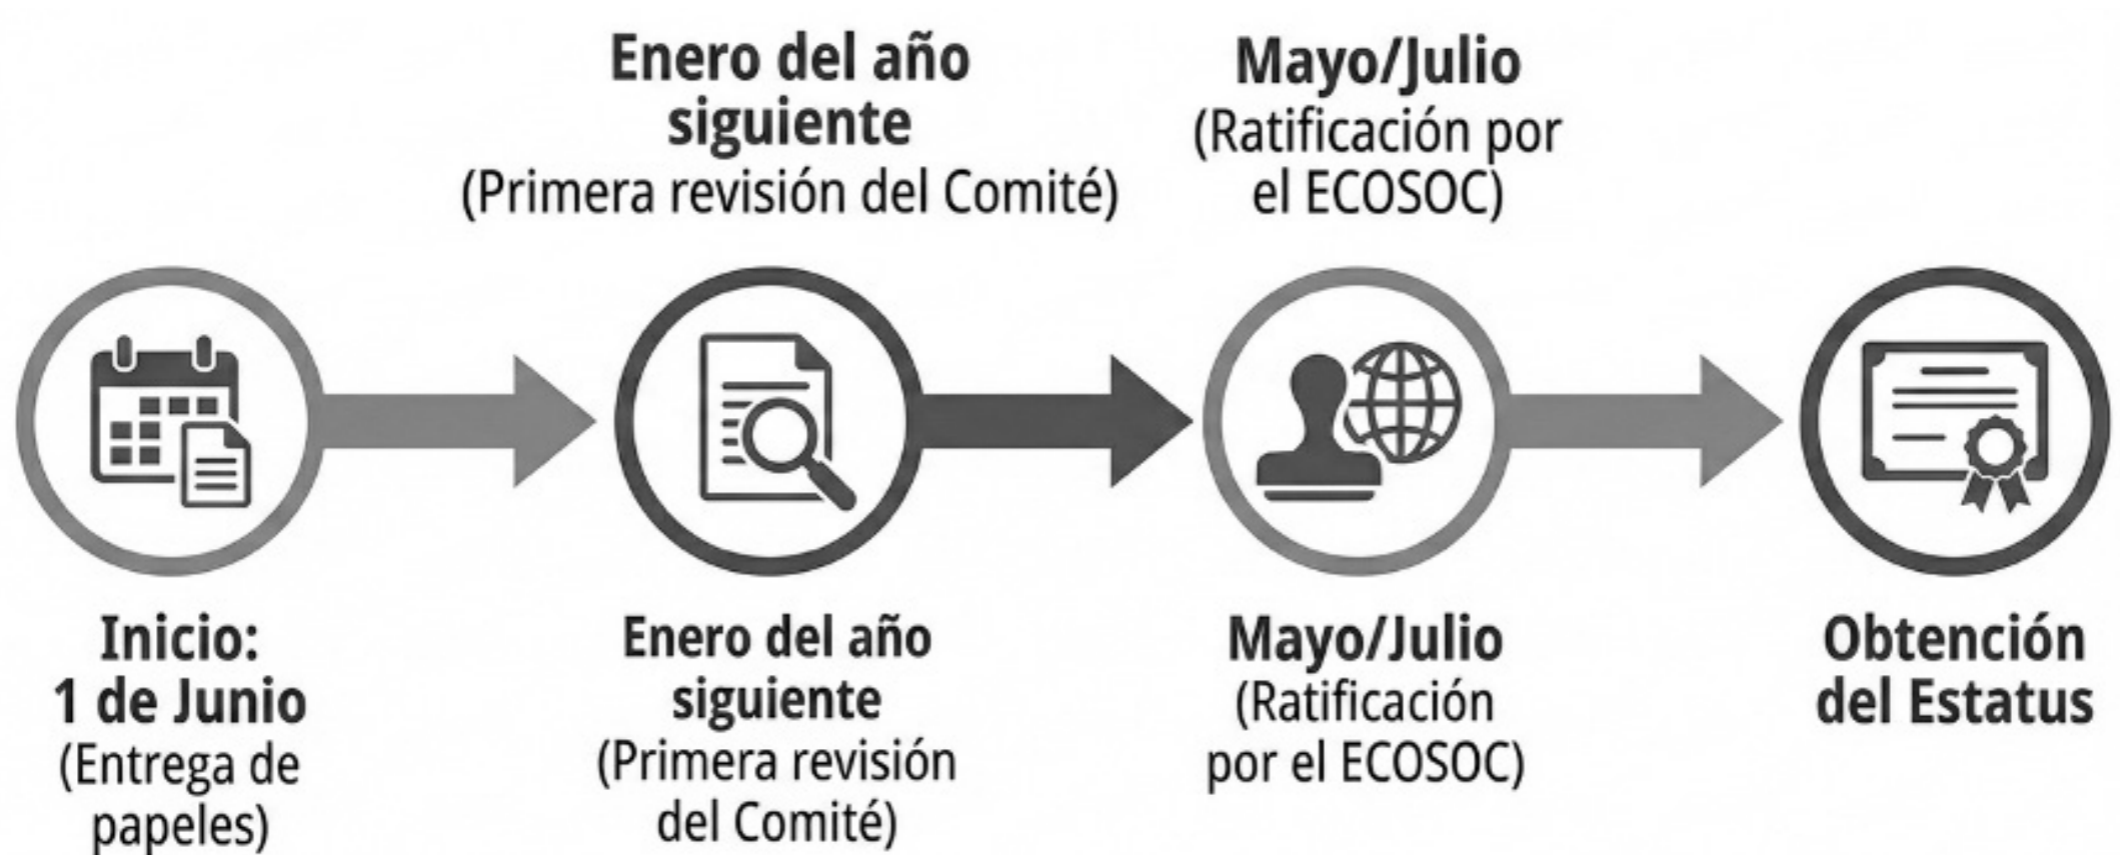 Enero del año
siguiente
(Primera revisión del Comité)
Mayo/Julio
(Ratificación por
el ECOSOC)
Inicio:
1 de Junio
(Entrega de
papeles)
Enero del año
siguiente
(Primera revisión
del Comité)
Mayo/Julio
(Ratificación
por el ECOSOC)
Obtención
del Estatus